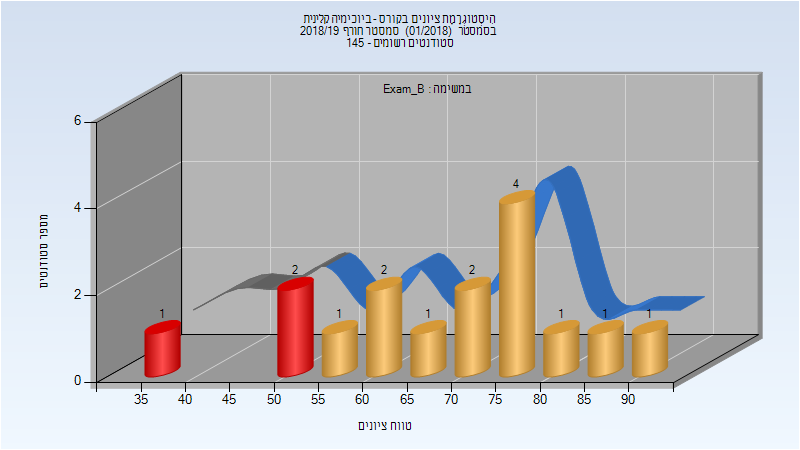 היסטוגרמת ציונים בקורס - ביוכימיה קלינית
בסמסטר (01/2018) סמסטר חורף 2018/19
סטודנטים רשומים - 145
במשימה : Exam_B
מספר סטודנטים
6
4
2
0
1
2
1
2
1
2
4
1
1
1
35 40 45 50 55 60 65 70 75 80 85 90
טווח ציונים